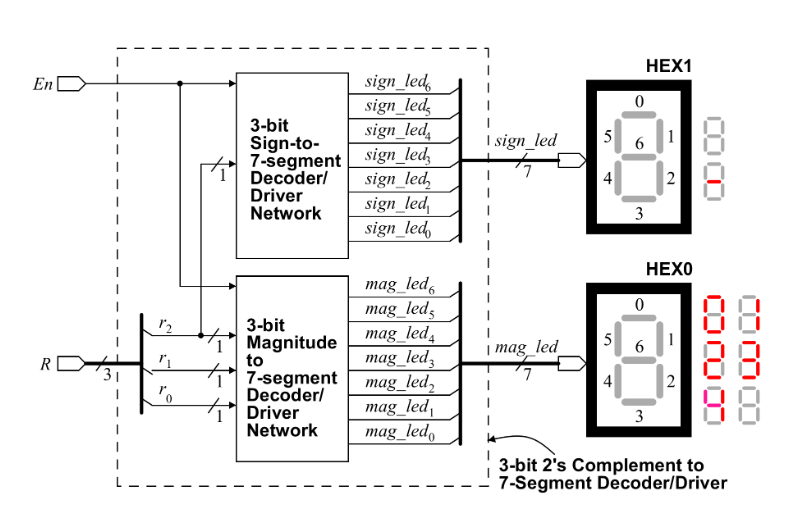 HEX1
En
3-bit
Sign-to-
7-segment
Decoder/
Driver
Network
sign_led6
sign_led5
sign_led4
sign_led3
sign_led2
sign_led1
sign_led0
1
sign_led
7
0
5 6 1
4 2
3
HEX0
R
3
r2
r1
r0
1
1
1
3-bit
Magnitude
to
7-segment
Decoder/
Driver
Network
mag_led6
mag_led5
mag_led4
mag_led3
mag_led2
mag_led1
mag_led0
mag_led
7
0
5 6 1
4 2
3
3-bit 2's Complement to
7-Segment Decoder/Driver